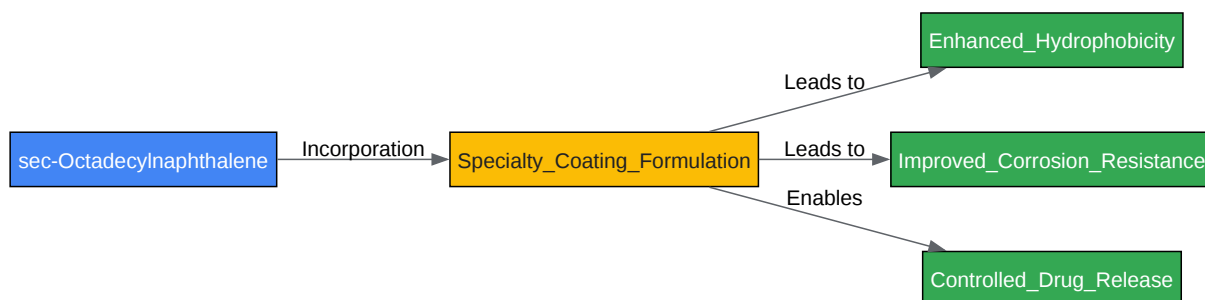 Enhanced_Hydrophobicity
Leads to
sec-Octadecylnaphthalene
Incorporation
Specialty_Coating_Formulation
Leads to
Improved_Corrosion_Resistance
Enables
Controlled_Drug_Release